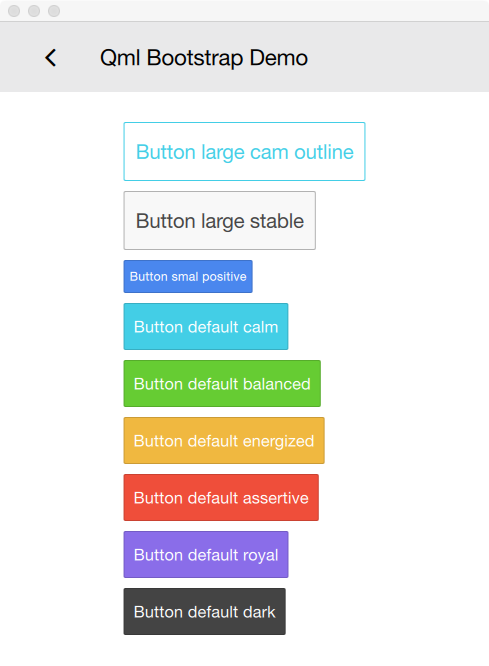 Qml Bootstrap Demo
Button large cam outline
Button large stable
Button smal positive
Button default calm
Button default balanced
Button default energized
Button default assertive
Button default royal
Button default dark